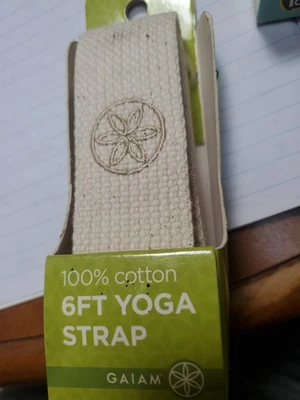 100% cotton
6FT YOGA
STRAP
GAIAM